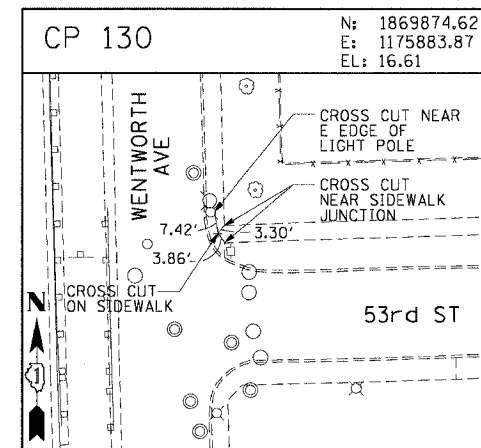 CP 130
N: 1869874.62
E: 1175883.87
EL: 16.61
WENTWORTH
AVE
CROSS CUT NEAR
E EDGE OF
LIGHT POLE
CROSS CUT
NEAR SIDEWALK
JUNCTION
7.42'
3.30'
3.86'
CROSS CUT
ON SIDEWALK
N
53rd ST